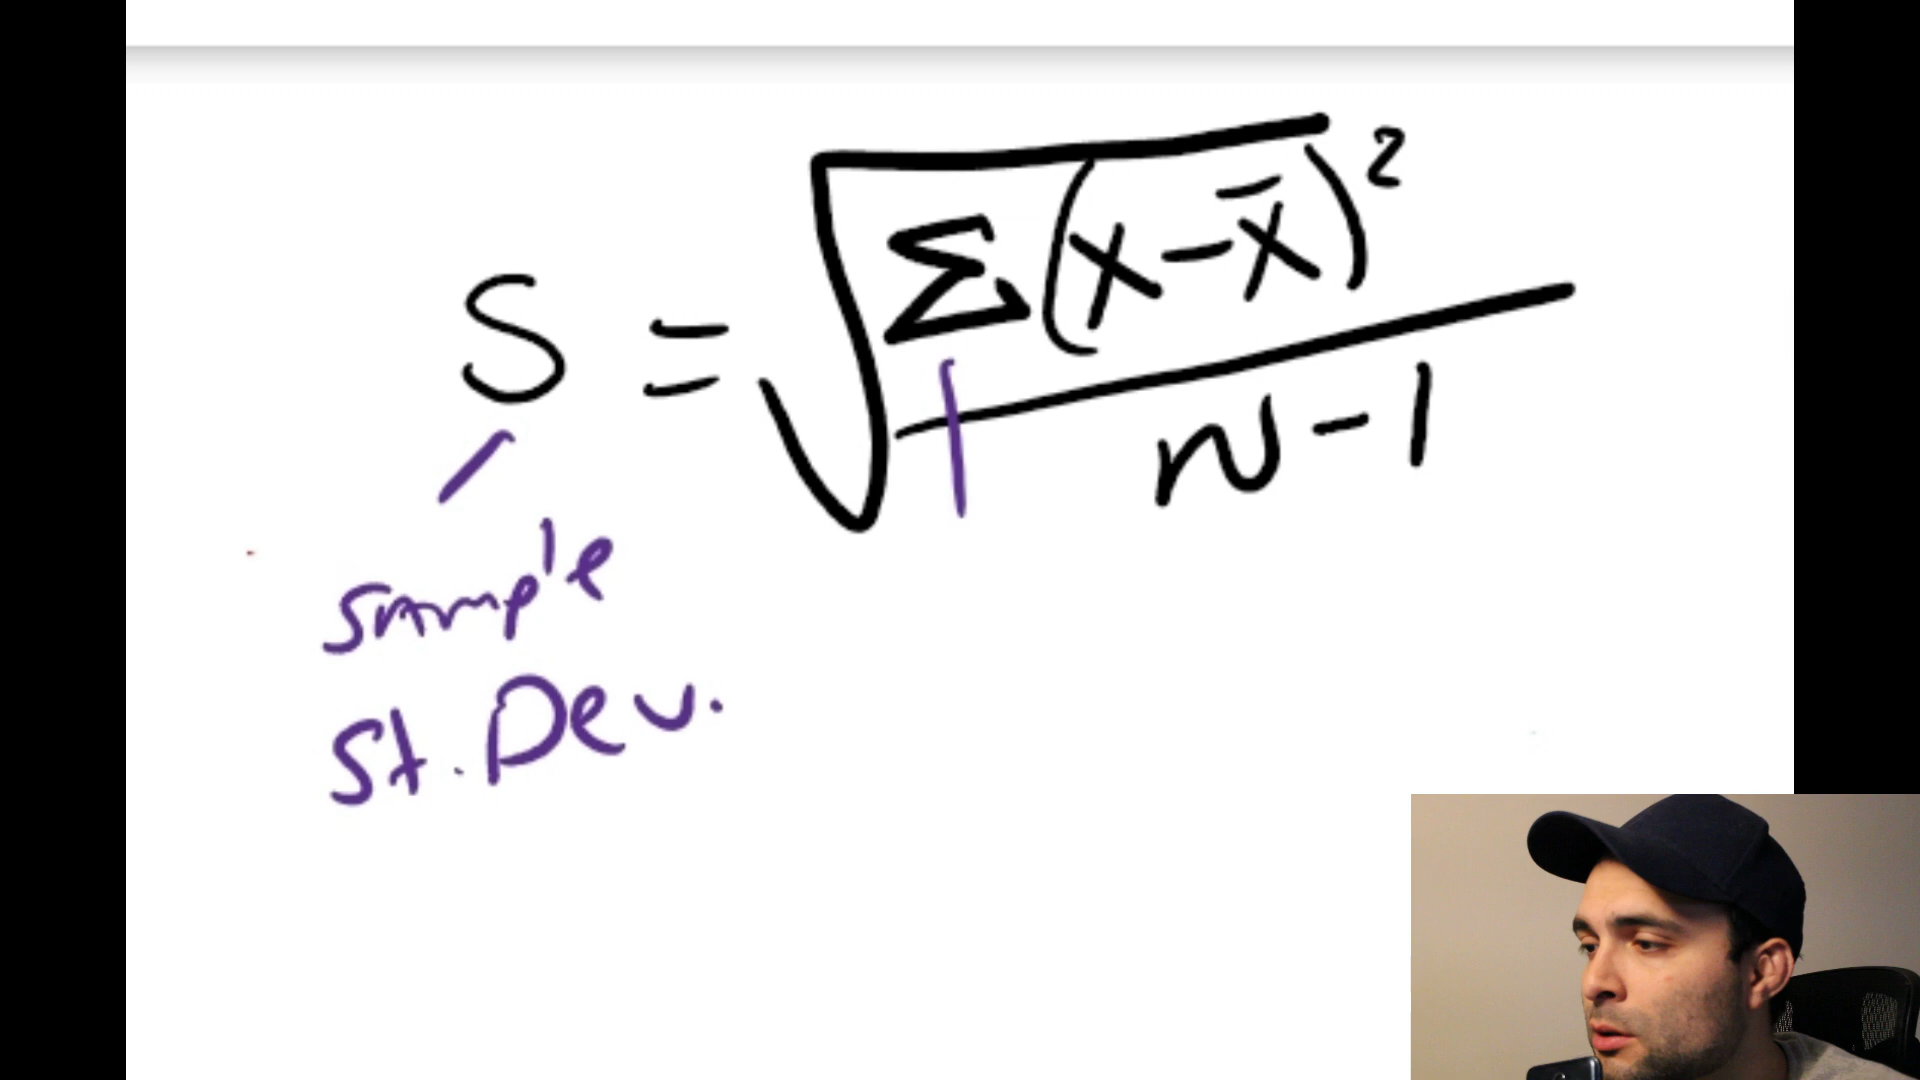 S = √ Σ(x-x̄)²
n-1
sample
St. Dev.